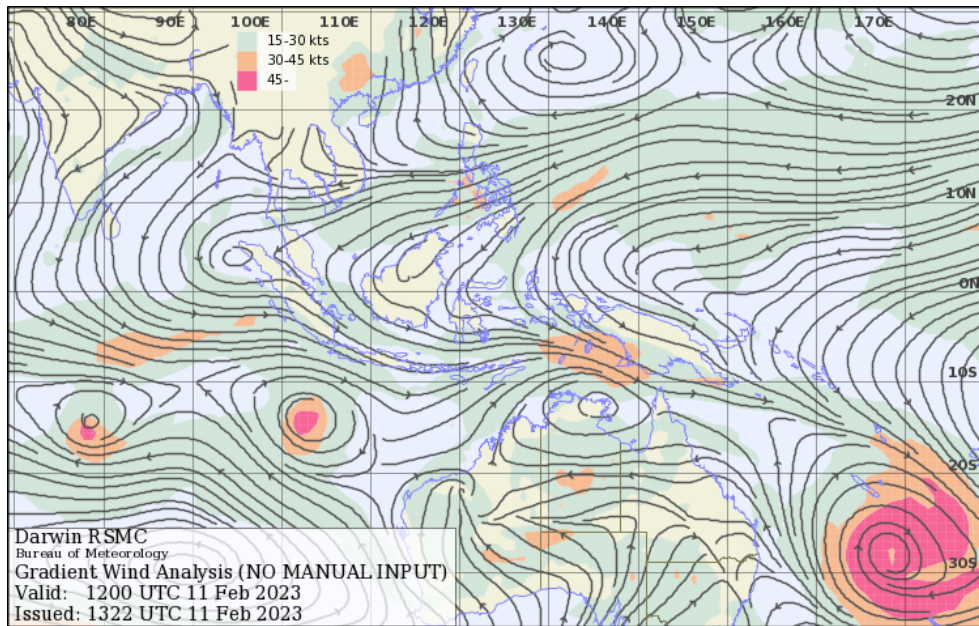 80E 90E 100E 110E 120E 130E 140E 150E 160E 170E
15-30 kts
30-45 kts
45-
20N
10N
0N
10S
20S
30S
Darwin RSMC
Bureau of Meteorology
Gradient Wind Analysis (NO MANUAL INPUT)
Valid: 1200 UTC 11 Feb 2023
Issued: 1322 UTC 11 Feb 2023